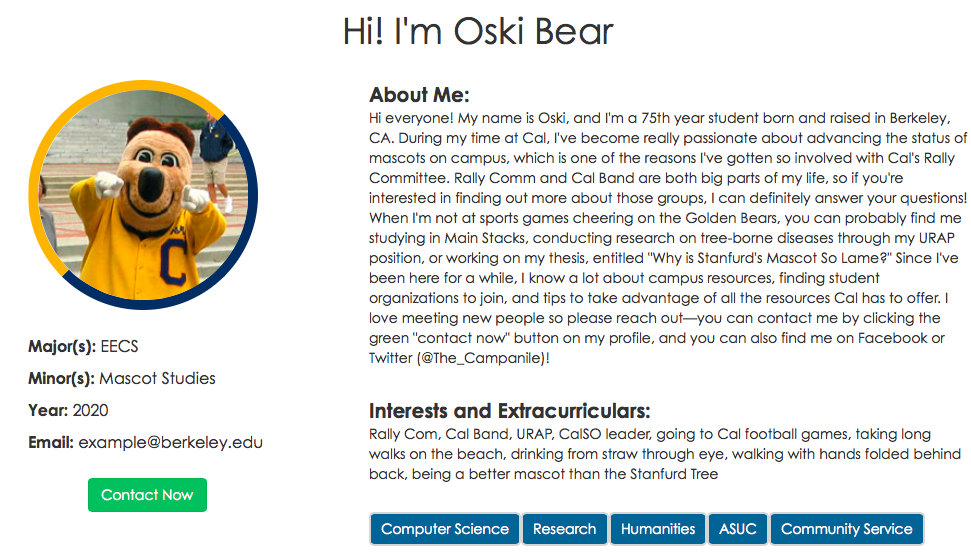 Hi! I'm Oski Bear
About Me:
Hi everyone! My name is Oski, and I'm a 75th year student born and raised in Berkeley,
CA. During my time at Cal, I've become really passionate about advancing the status of
mascots on campus, which is one of the reasons I've gotten so involved with Cal's Rally
Committee. Rally Comm and Cal Band are both big parts of my life, so if you're
interested in finding out more about those groups, I can definitely answer your questions!
When I'm not at sports games cheering on the Golden Bears, you can probably find me
studying in Main Stacks, conducting research on tree-borne diseases through my URAP
position, or working on my thesis, entitled "Why is Stanfurd's Mascot So Lame?" Since I've
been here for a while, I know a lot about campus resources, finding student
organizations to join, and tips to take advantage of all the resources Cal has to offer. I
love meeting new people so please reach out—you can contact me by clicking the
green "contact now" button on my profile, and you can also find me on Facebook or
Twitter (@The_Campanile)!
C
Major(s): EECS
Minor(s): Mascot Studies
Year: 2020
Email: example@berkeley.edu
Contact Now
Interests and Extracurriculars:
Rally Com, Cal Band, URAP, CalSO leader, going to Cal football games, taking long
walks on the beach, drinking from straw through eye, walking with hands folded behind
back, being a better mascot than the Stanfurd Tree
Computer Science Research Humanities ASUC Community Service